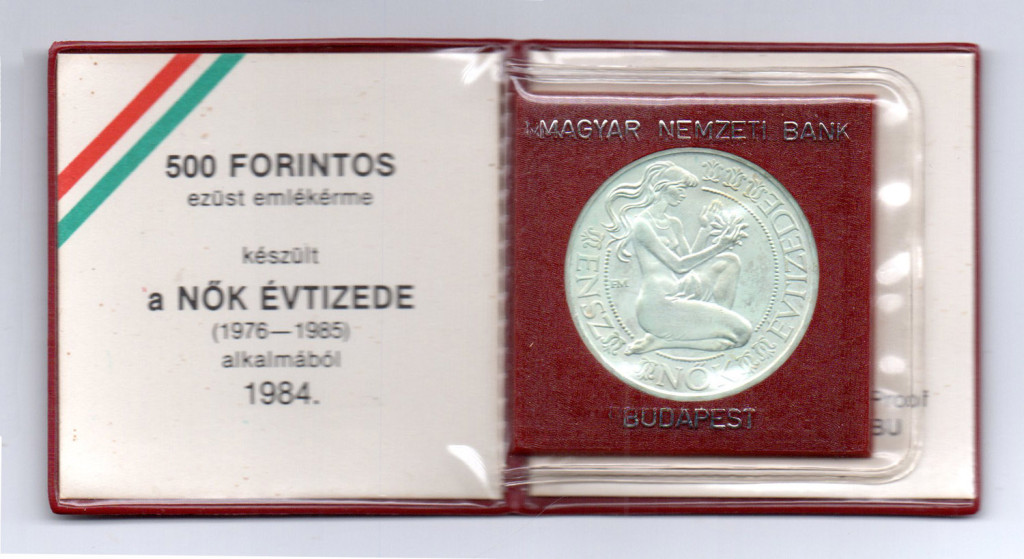 500 FORINTOS
ezüst emlékérme
készült
a NŐK ÉVTIZEDE
(1976—1985)
alkalmából
1984.
MAGYAR NEMZETI BANK
ENSZ
NŐK ÉVTIZEDE
F.M.
BUDAPEST
Proof
BU